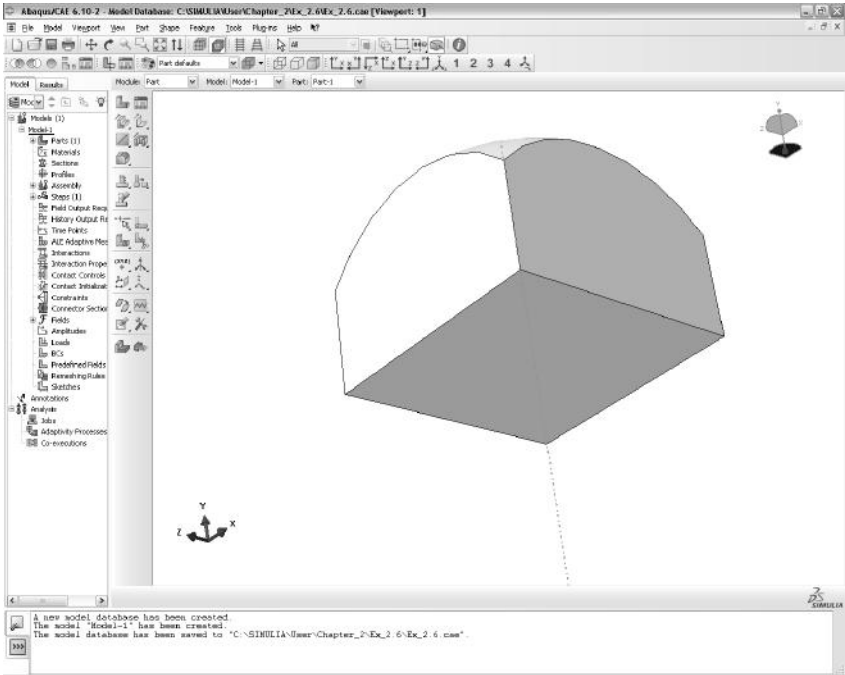 Abaqus/CAE 6.10-2 - Model Database: C:\SIMULIA\User\Chapter_2\Ex_2.6\Ex_2.6.cae [Viewport: 1]
File Model Viewport View Part Shape Feature Tools Plug-ins Help
All
Part defaults
1 2 3 4
Model Results
Module: Part Model: Model-1 Part: Part-1
Models (1)
Model-1
Parts (1)
Materials
Sections
Profiles
Assembly
Steps (1)
Field Output Requ
History Output Re
Time Points
ALE Adaptive Mes
Interactions
Interaction Prope
Contact Controls
Contact Initializat
Constraints
Connector Section
Fields
Amplitudes
Loads
BCs
Predefined Fields
Remeshing Rules
Sketches
Annotations
Analysis
Jobs
Adaptivity Processes
Co-executions
Y
Z X
SIMULIA
A new model database has been created.
The model "Model-1" has been created.
The model database has been saved to "C:\SIMULIA\User\Chapter_2\Ex_2.6\Ex_2.6.cae".
>>>